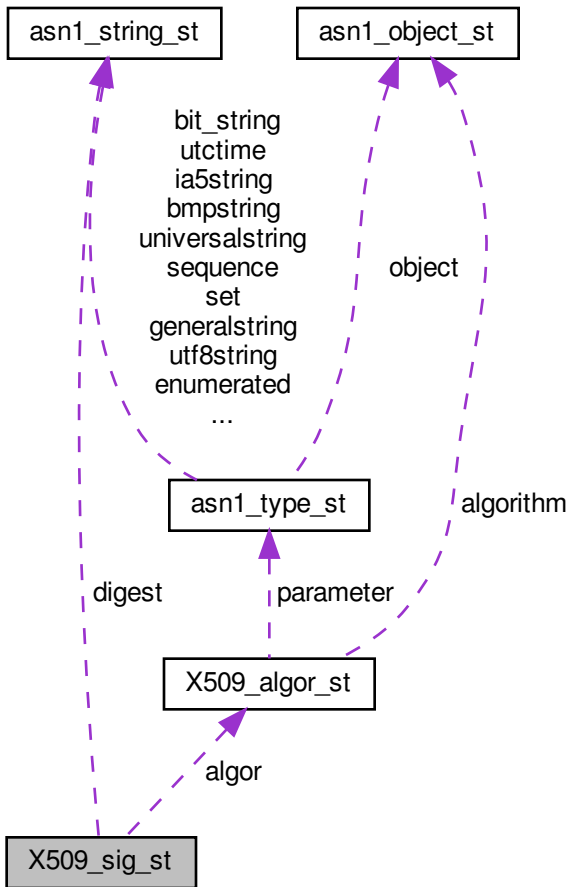 asn1_string_st
asn1_object_st
bit_string
utctime
ia5string
bmpstring
universalstring
sequence
set
generalstring
utf8string
enumerated
...
object
asn1_type_st
algorithm
digest
parameter
X509_algor_st
algor
X509_sig_st